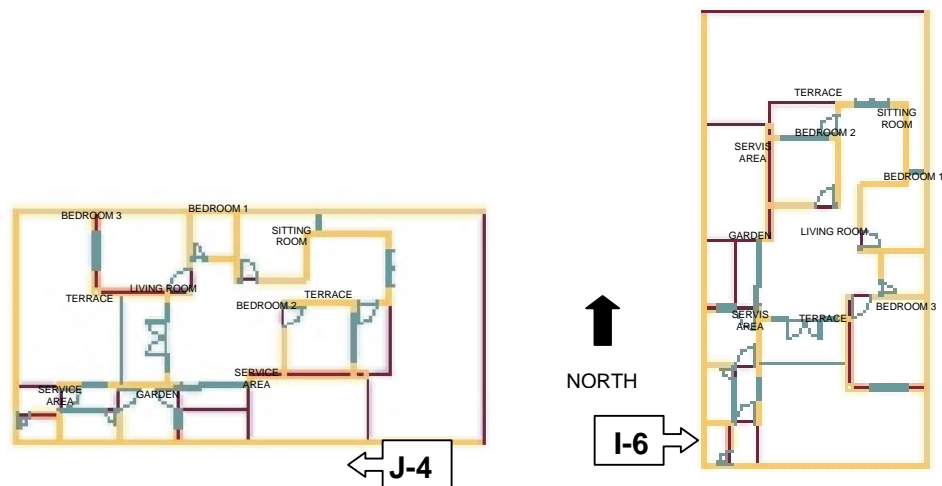 BEDROOM 3
BEDROOM 1
SITTING
ROOM
LIVING ROOM
TERRACE
BEDROOM 2
TERRACE
SERVICE
AREA
SERVICE
AREA
GARDEN
J-4
NORTH
TERRACE
SITTING
ROOM
BEDROOM 2
SERVIS
AREA
BEDROOM 1
GARDEN
LIVING ROOM
BEDROOM 3
SERVIS
AREA
TERRACE
I-6